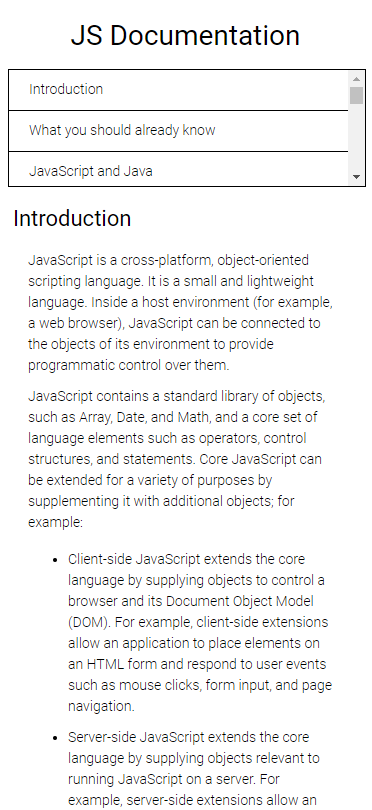 JS Documentation
Introduction
What you should already know
JavaScript and Java
Introduction
JavaScript is a cross-platform, object-oriented
scripting language. It is a small and lightweight
language. Inside a host environment (for example,
a web browser), JavaScript can be connected to
the objects of its environment to provide
programmatic control over them.
JavaScript contains a standard library of objects,
such as Array, Date, and Math, and a core set of
language elements such as operators, control
structures, and statements. Core JavaScript can
be extended for a variety of purposes by
supplementing it with additional objects; for
example:
• Client-side JavaScript extends the core
language by supplying objects to control a
browser and its Document Object Model
(DOM). For example, client-side extensions
allow an application to place elements on
an HTML form and respond to user events
such as mouse clicks, form input, and page
navigation.
• Server-side JavaScript extends the core
language by supplying objects relevant to
running JavaScript on a server. For
example, server-side extensions allow an